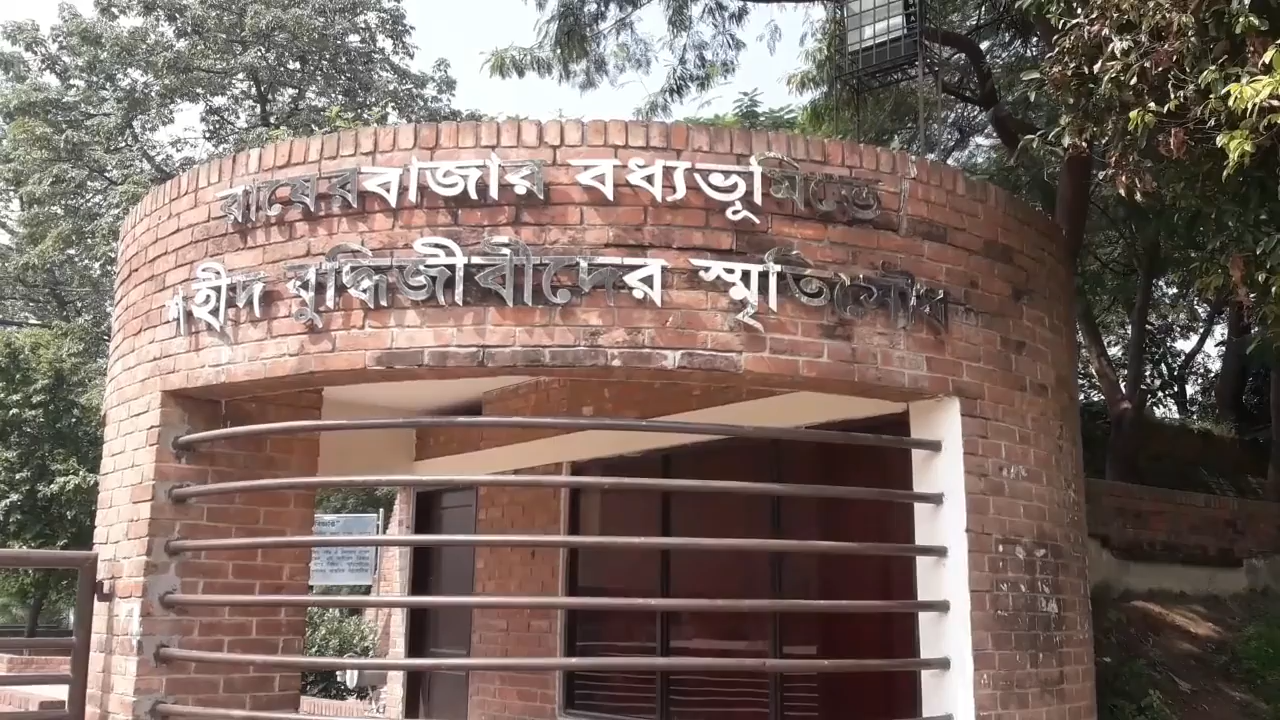 রায়েরবাজার বধ্যভূমিতে
শহীদ বুদ্ধিজীবীদের স্মৃতিসৌধ